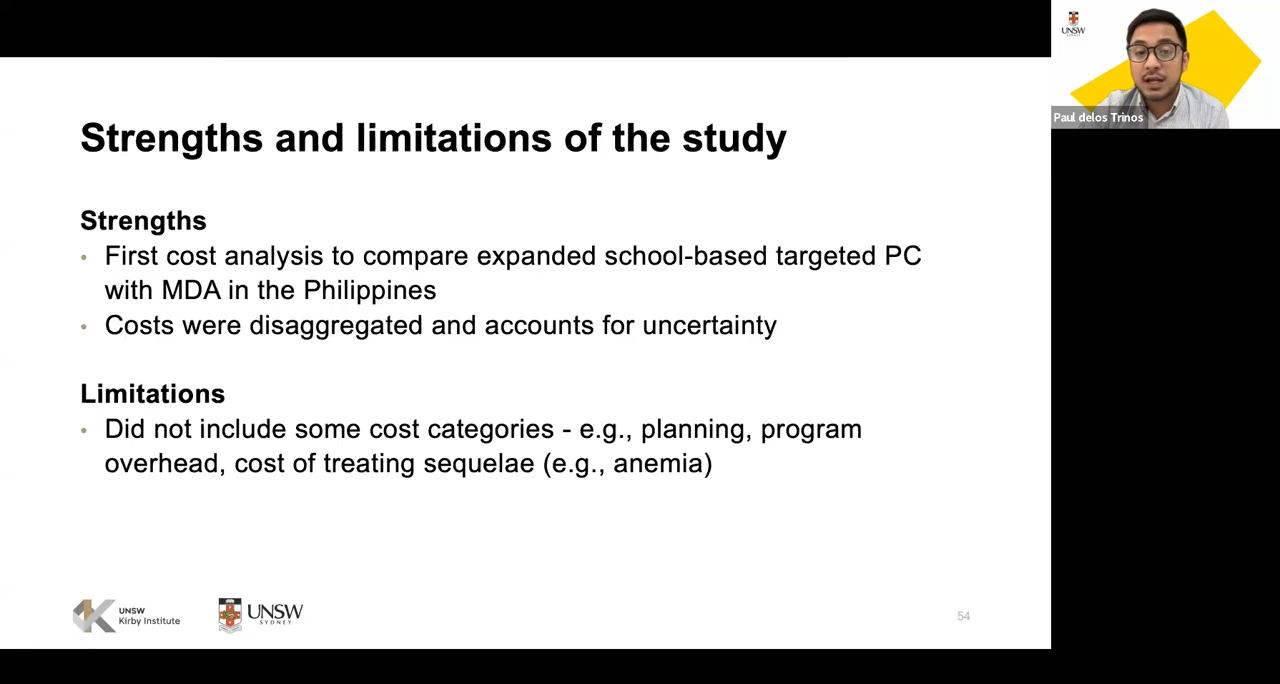 Strengths and limitations of the study
Strengths
• First cost analysis to compare expanded school-based targeted PC
with MDA in the Philippines
• Costs were disaggregated and accounts for uncertainty
Limitations
• Did not include some cost categories - e.g., planning, program
overhead, cost of treating sequelae (e.g., anemia)
UNSW
Kirby Institute
UNSW
SYDNEY
54
UNSW
SYDNEY
Paul delos Trinos